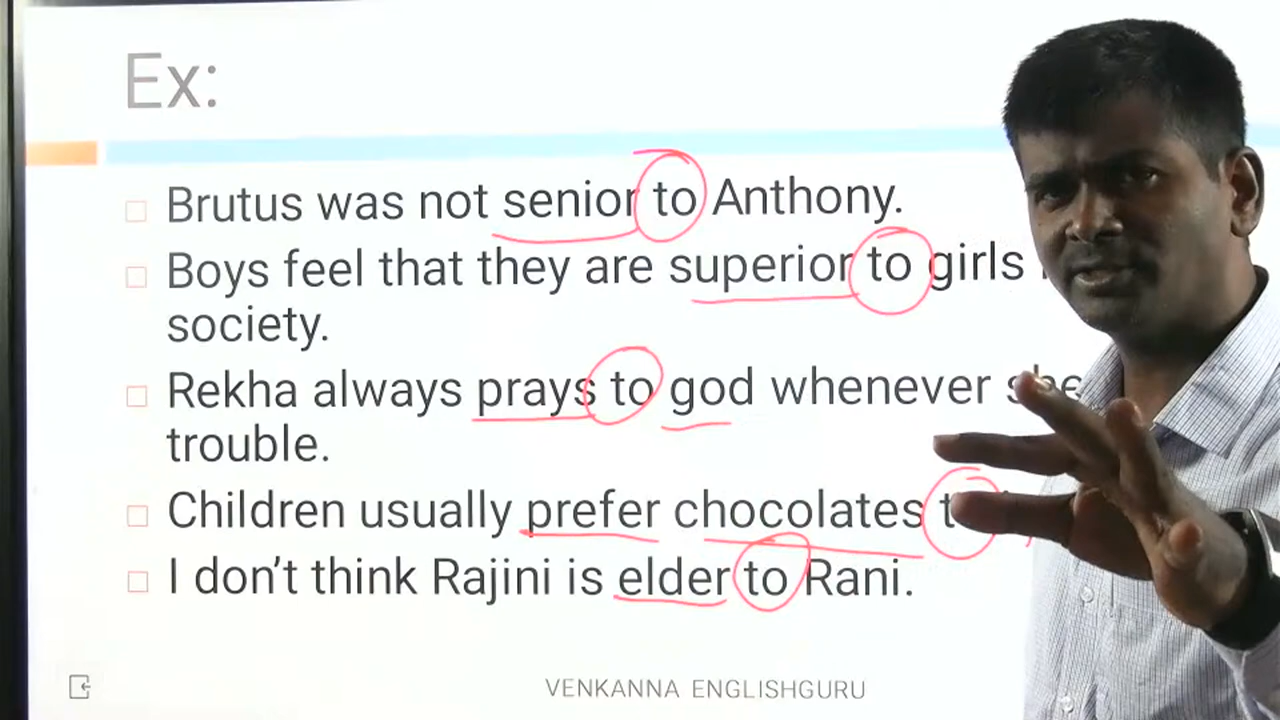 Ex:
Brutus was not senior to Anthony.
Boys feel that they are superior to girls
society.
Rekha always prays to god whenever she
trouble.
Children usually prefer chocolates
I don't think Rajini is elder to Rani.
VENKANNA ENGLISHGURU